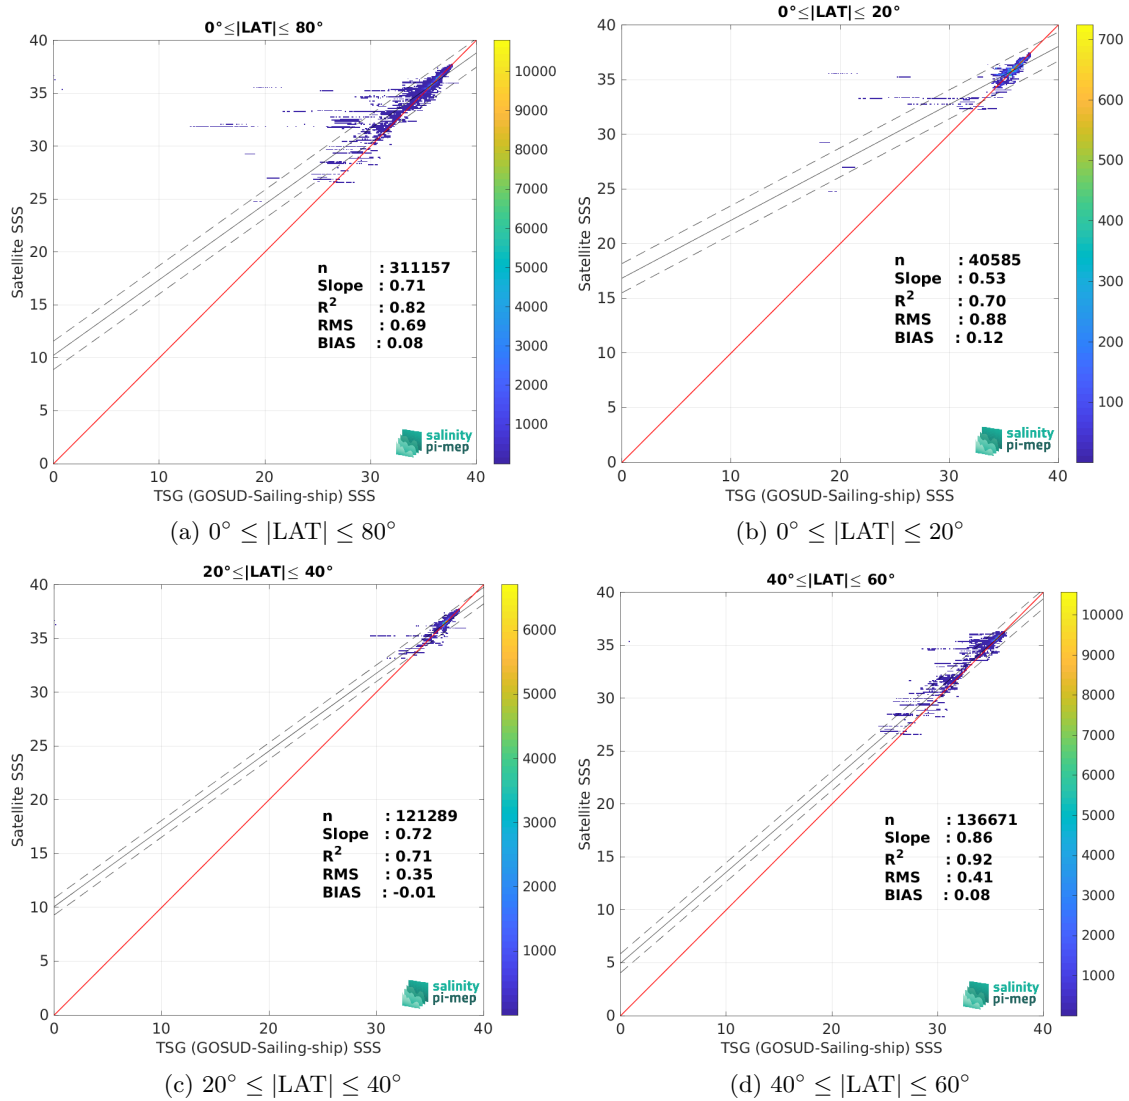 0°≤|LAT|≤ 80°
Satellite SSS
40
35
30
25
20
15
10
5
0
n : 311157
Slope : 0.71
R² : 0.82
RMS : 0.69
BIAS : 0.08
salinity
pi-mep
0 10 20 30 40
TSG (GOSUD-Sailing-ship) SSS
10000
9000
8000
7000
6000
5000
4000
3000
2000
1000
(a) 0° ≤ |LAT| ≤ 80°
0°≤|LAT|≤ 20°
Satellite SSS
40
35
30
25
20
15
10
5
0
n : 40585
Slope : 0.53
R² : 0.70
RMS : 0.88
BIAS : 0.12
salinity
pi-mep
0 10 20 30 40
TSG (GOSUD-Sailing-ship) SSS
700
600
500
400
300
200
100
(b) 0° ≤ |LAT| ≤ 20°
20°≤|LAT|≤ 40°
Satellite SSS
40
35
30
25
20
15
10
5
0
n : 121289
Slope : 0.72
R² : 0.71
RMS : 0.35
BIAS : -0.01
salinity
pi-mep
0 10 20 30 40
TSG (GOSUD-Sailing-ship) SSS
6000
5000
4000
3000
2000
1000
(c) 20° ≤ |LAT| ≤ 40°
40°≤|LAT|≤ 60°
Satellite SSS
40
35
30
25
20
15
10
5
0
n : 136671
Slope : 0.86
R² : 0.92
RMS : 0.41
BIAS : 0.08
salinity
pi-mep
0 10 20 30 40
TSG (GOSUD-Sailing-ship) SSS
10000
9000
8000
7000
6000
5000
4000
3000
2000
1000
(d) 40° ≤ |LAT| ≤ 60°